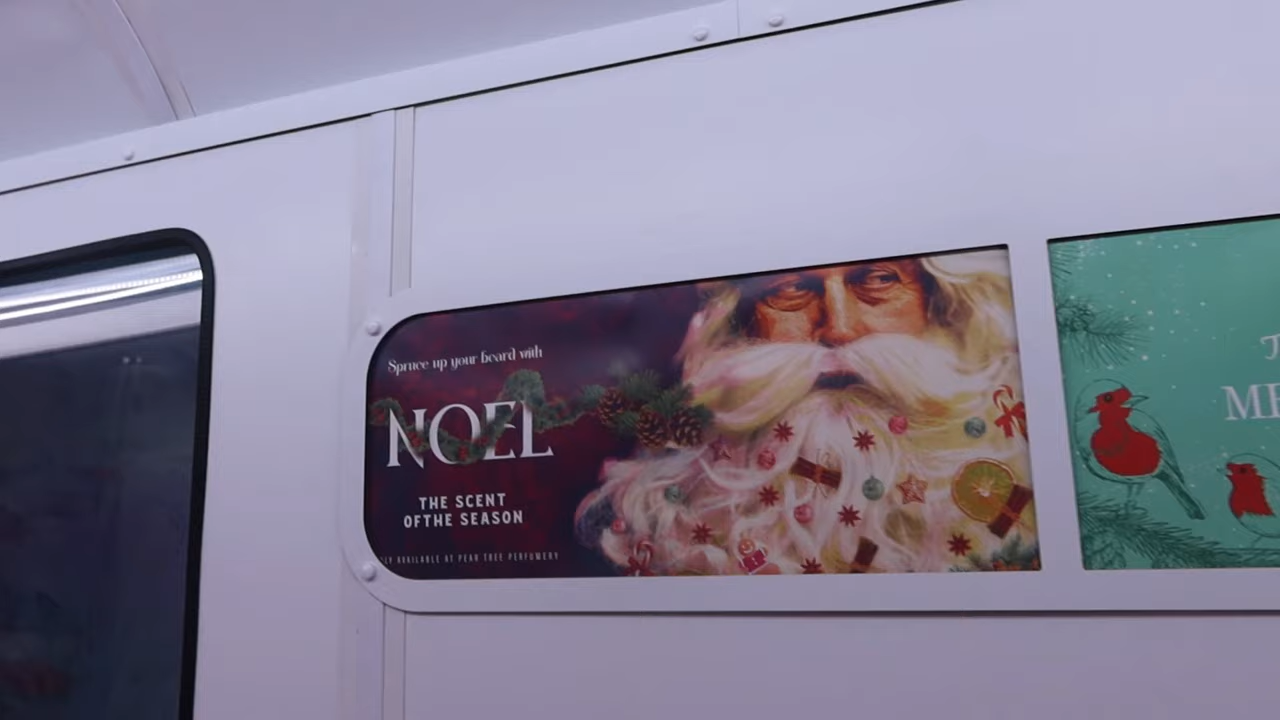 Spruce up your beard with
NOEL
THE SCENT
OFTHE SEASON
AVAILABLE AT PEAR TREE PERFUMERY